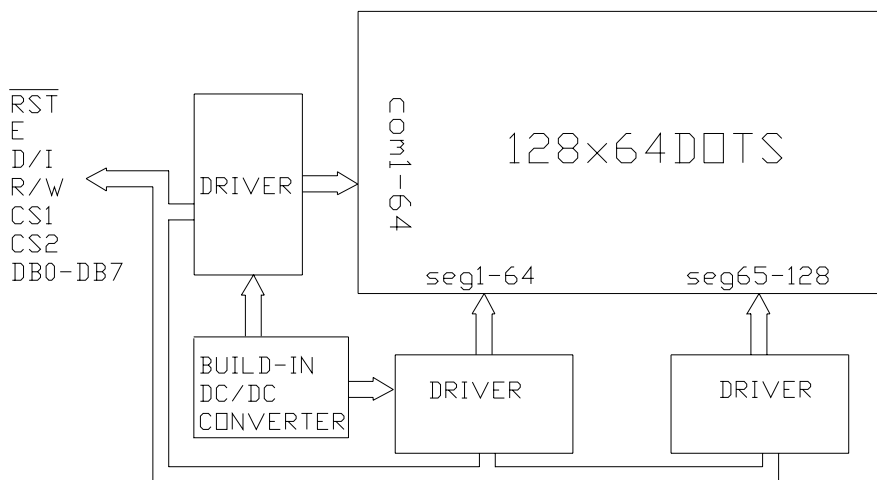 R̅S̅T̅
E
D/I
R/W
CS1
CS2
DB0-DB7
DRIVER
com1-64
128x64DOTS
seg1-64
seg65-128
BUILD-IN
DC/DC
CONVERTER
DRIVER
DRIVER